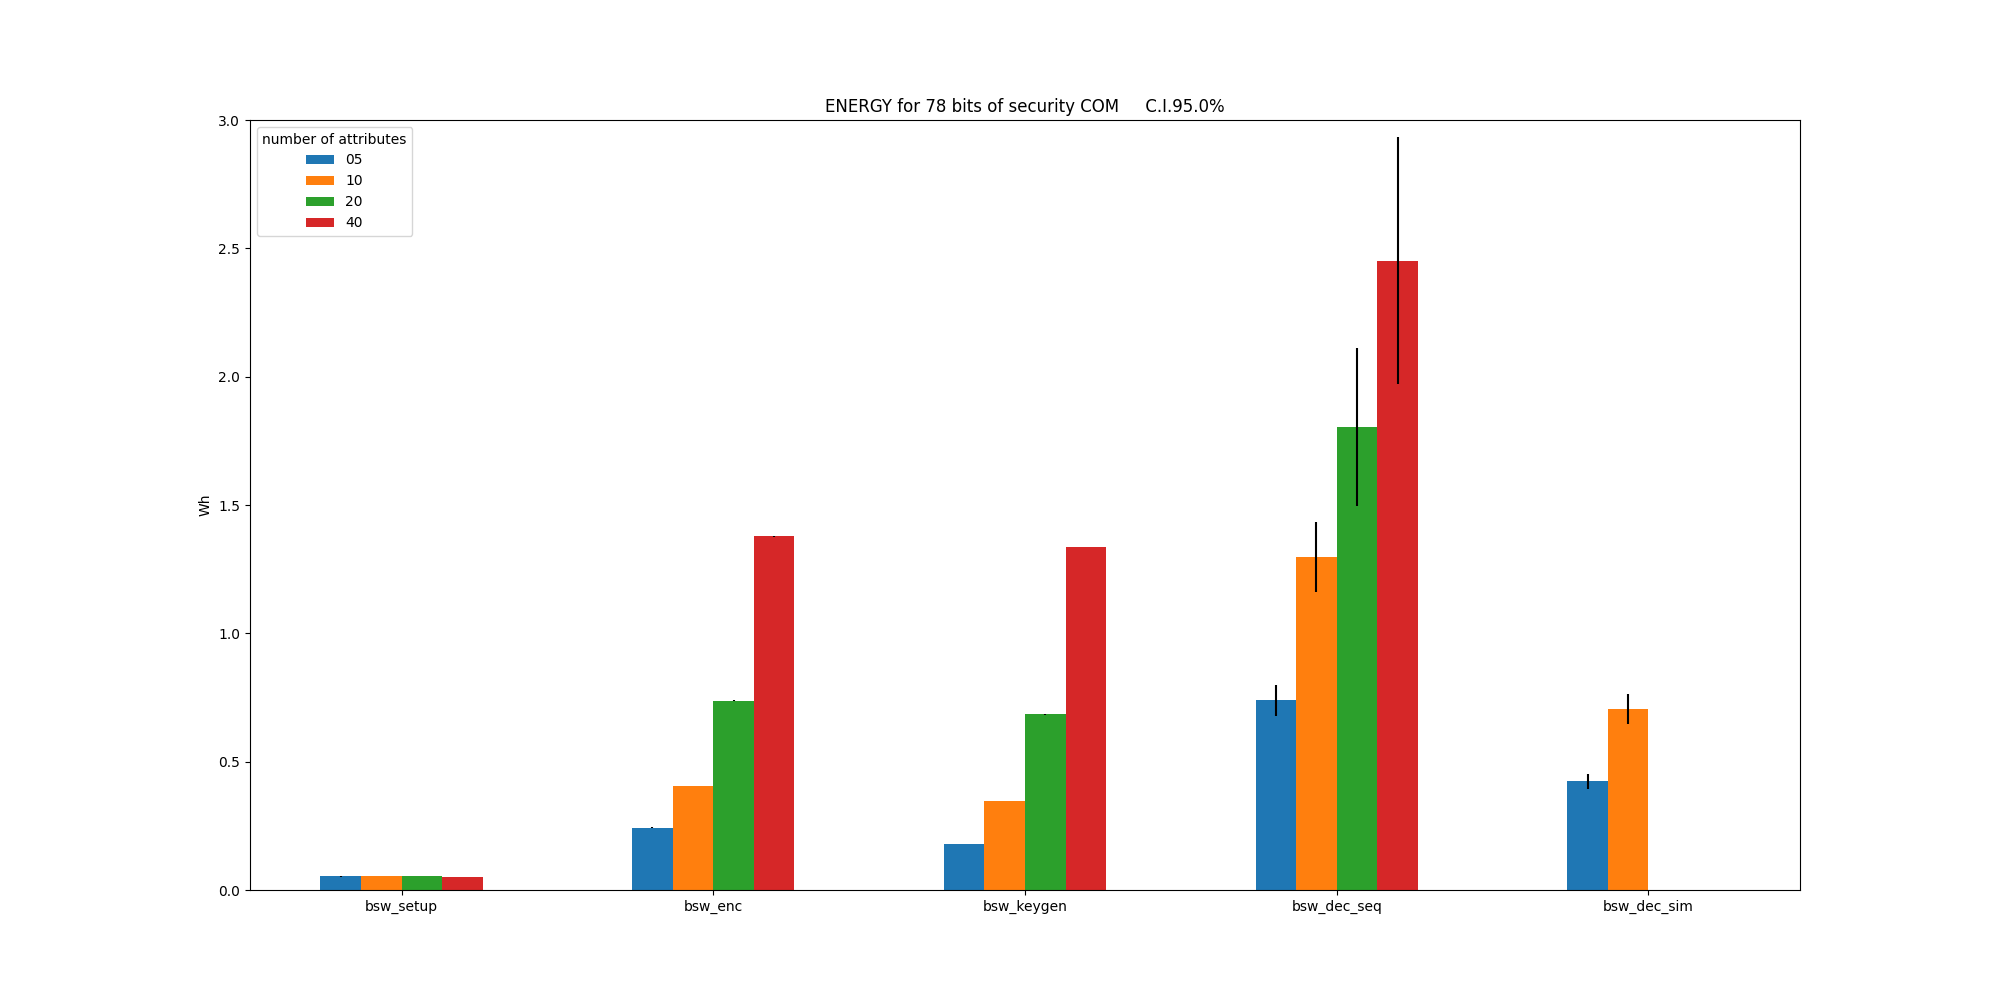 ENERGY for 78 bits of security COM     C.I.95.0%
number of attributes
05
10
20
40
3.0
2.5
2.0
1.5
1.0
0.5
0.0
Wh
bsw_setup
bsw_enc
bsw_keygen
bsw_dec_seq
bsw_dec_sim